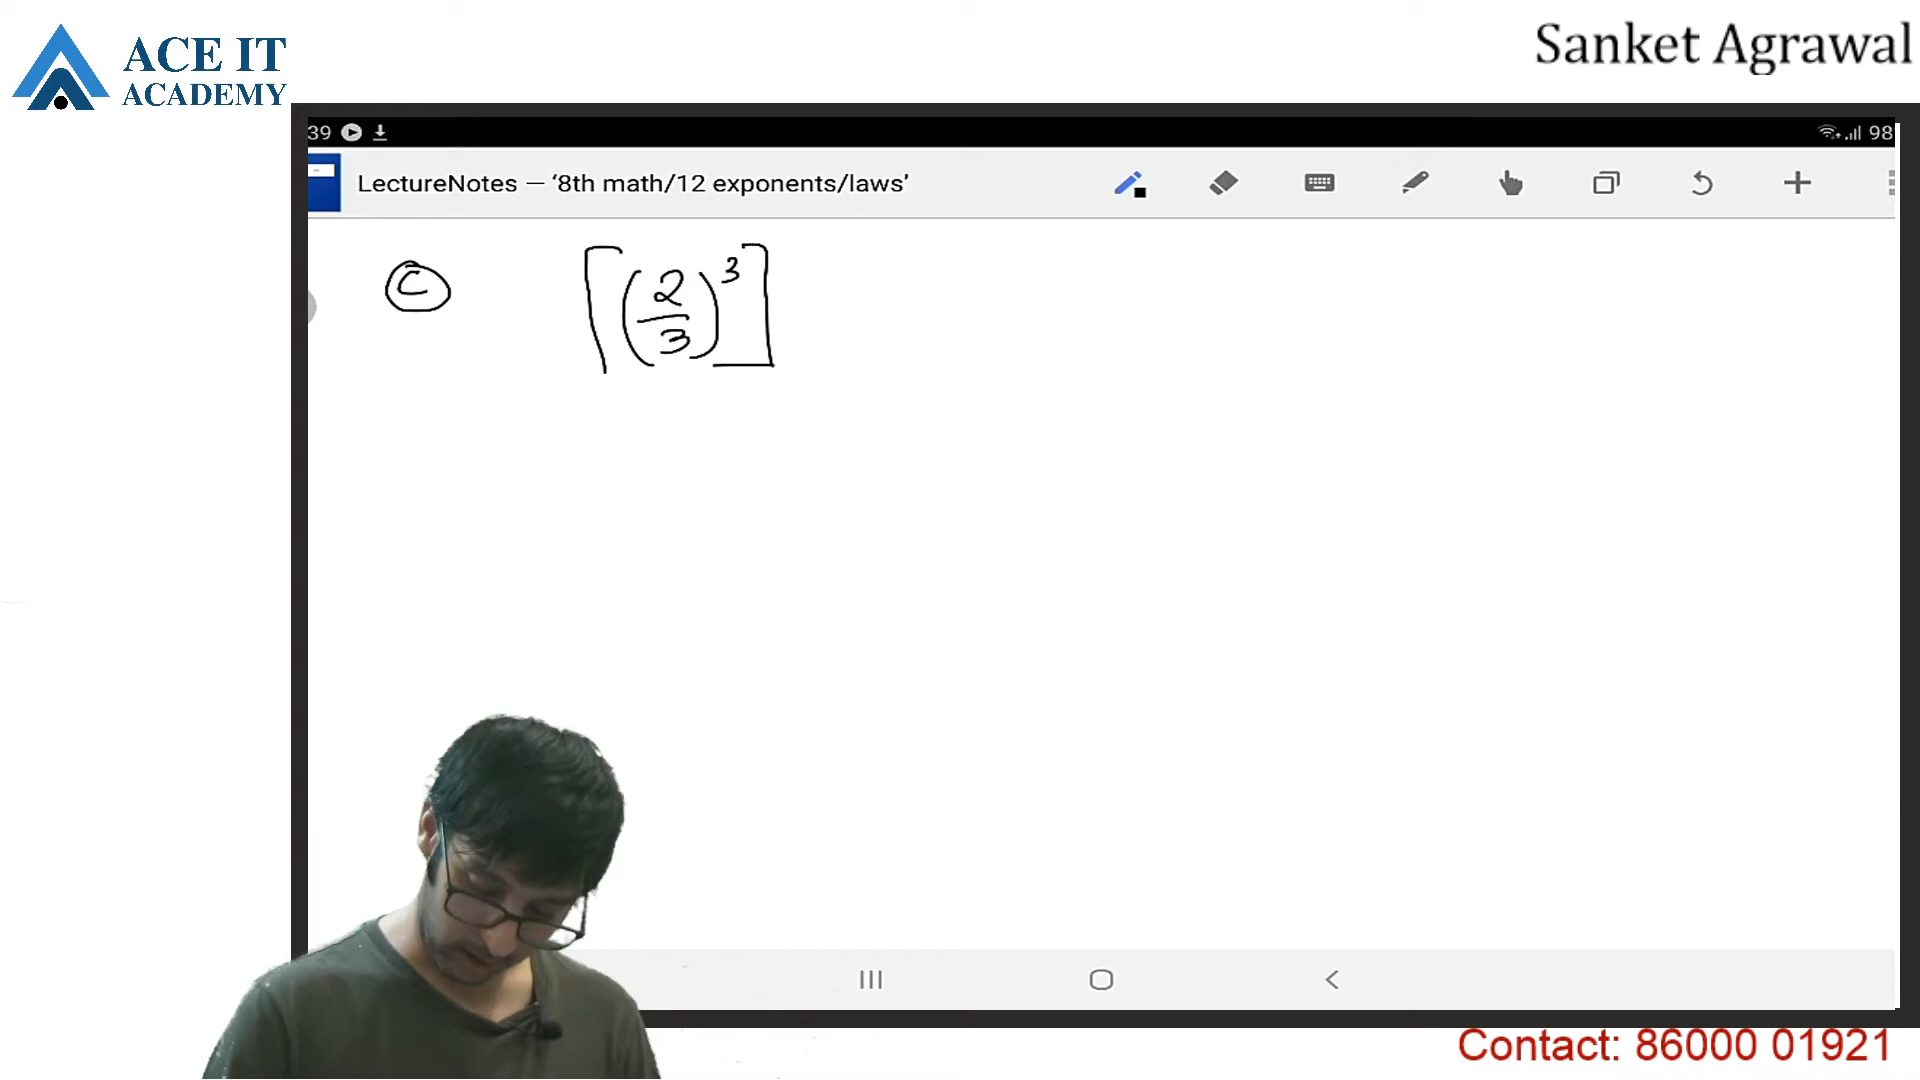 ACE IT
ACADEMY
Sanket Agrawal
39 98
LectureNotes — ‘8th math/12 exponents/laws’
C [(2/3)^3]
Contact: 86000 01921